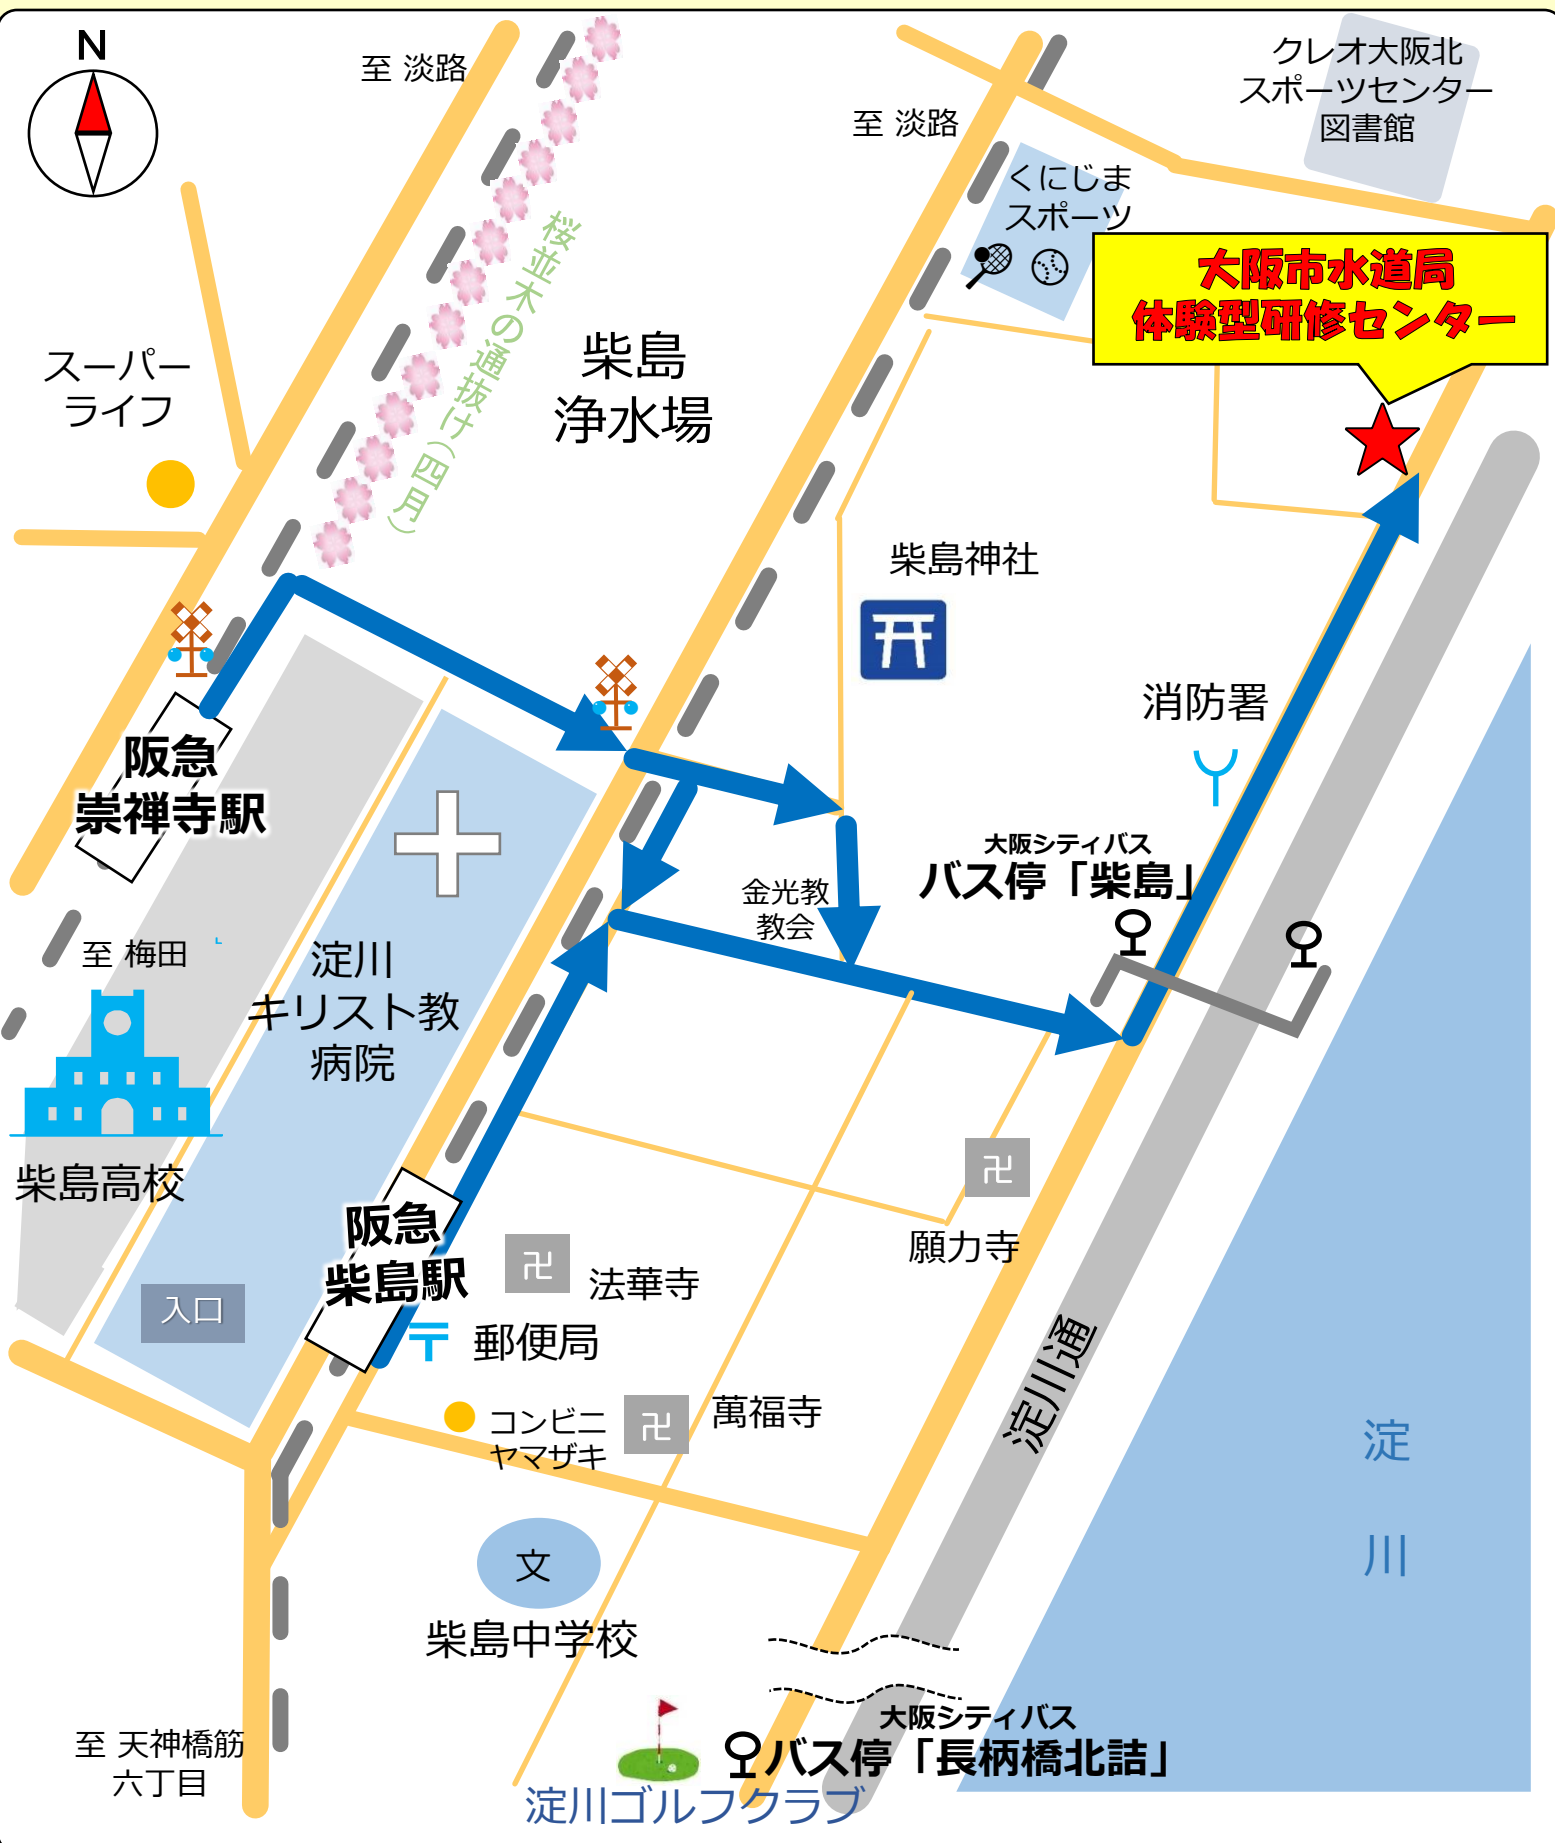 N
至 淡路
至 淡路
クレオ大阪北
スポーツセンター
図書館
くにじま
スポーツ
大阪市水道局
体験型研修センター
桜並木の通抜け(四月)
柴島
浄水場
スーパー
ライフ
柴島神社
消防署
阪急
崇禅寺駅
大阪シティバス
バス停「柴島」
金光教
教会
至 梅田
淀川
キリスト教
病院
柴島高校
卍
願力寺
阪急
柴島駅
卍
法華寺
入口
〒 郵便局
淀川通
コンビニ
ヤマザキ
卍
萬福寺
淀
川
文
柴島中学校
大阪シティバス
バス停「長柄橋北詰」
至 天神橋筋
六丁目
淀川ゴルフクラブ